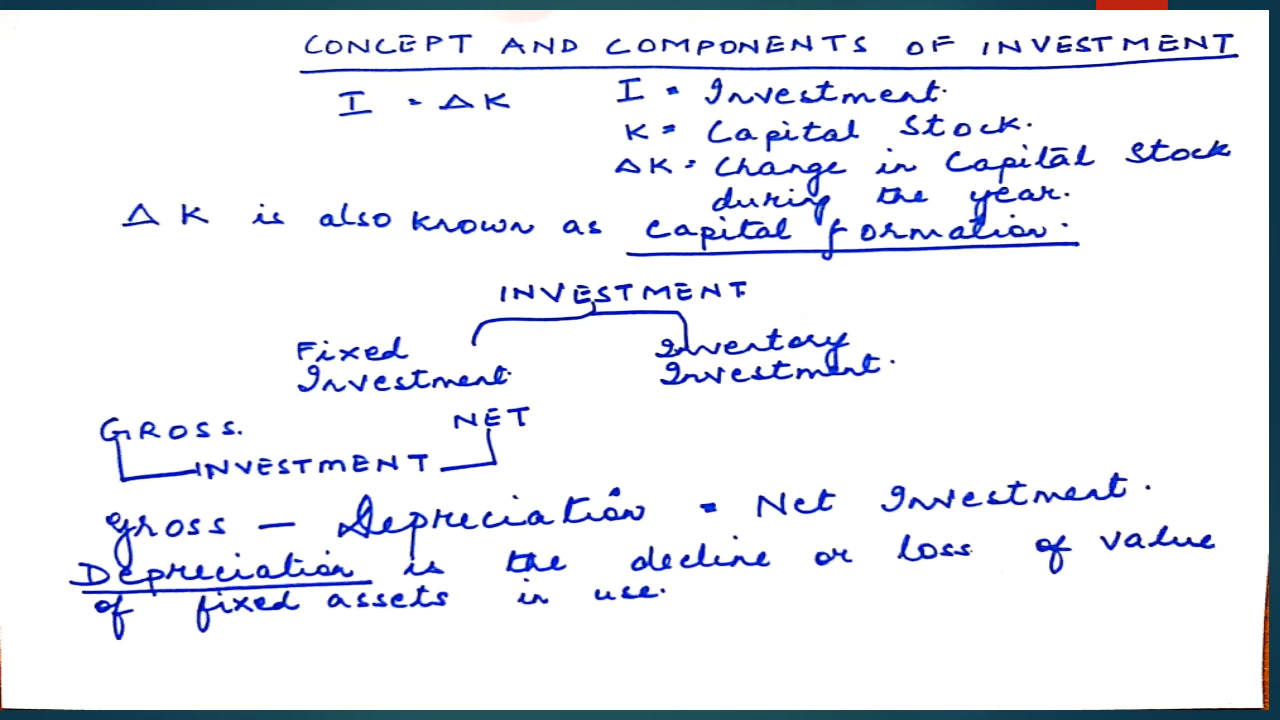 CONCEPT AND COMPONENTS OF INVESTMENT
I = ΔK
I = Investment.
K = Capital Stock.
ΔK = Change in Capital Stock
during the year.
ΔK is also known as Capital formation.
INVESTMENT
Fixed
Investment
Inventory
Investment.
GROSS. NET
INVESTMENT
Gross — Depreciation = Net Investment.
Depreciation is the decline or loss of value
of fixed assets in use.